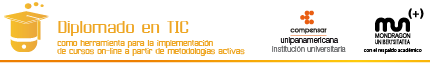 Diplomado en TIC
como herramienta para la implementación
de cursos on-line a partir de metodologías activas
compensar
unipanamericana
institución universitaria
(+)
MONDRAGON
UNIBERTSITATEA
con el respaldo académico